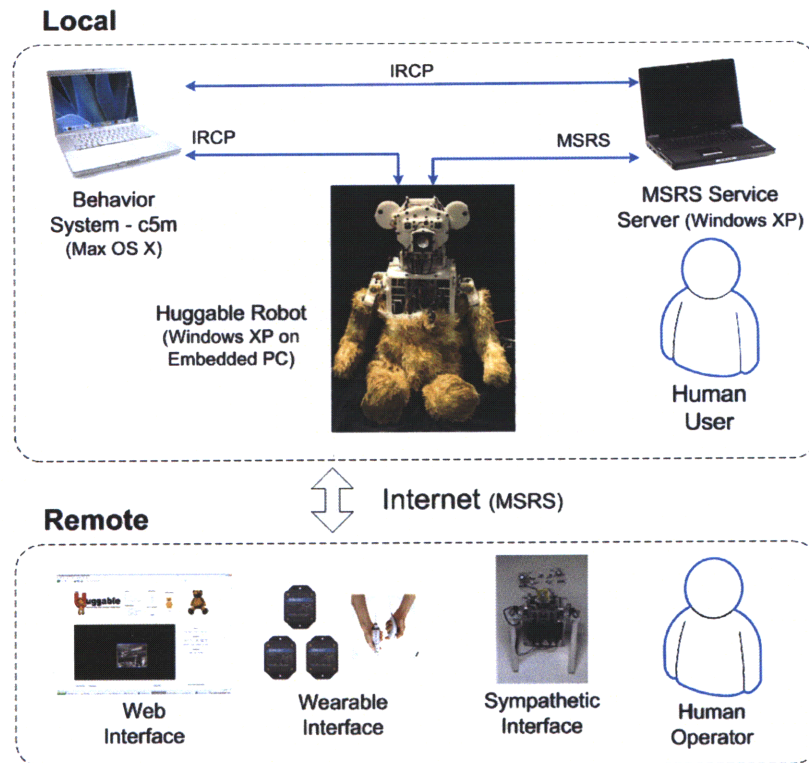 Local
IRCP
IRCP
MSRS
Behavior
System - c5m
(Max OS X)
MSRS Service
Server (Windows XP)
Huggable Robot
(Windows XP on
Embedded PC)
Human
User
Internet (MSRS)
Remote
Huggable
Web
Interface
Wearable
Interface
Sympathetic
Interface
Human
Operator